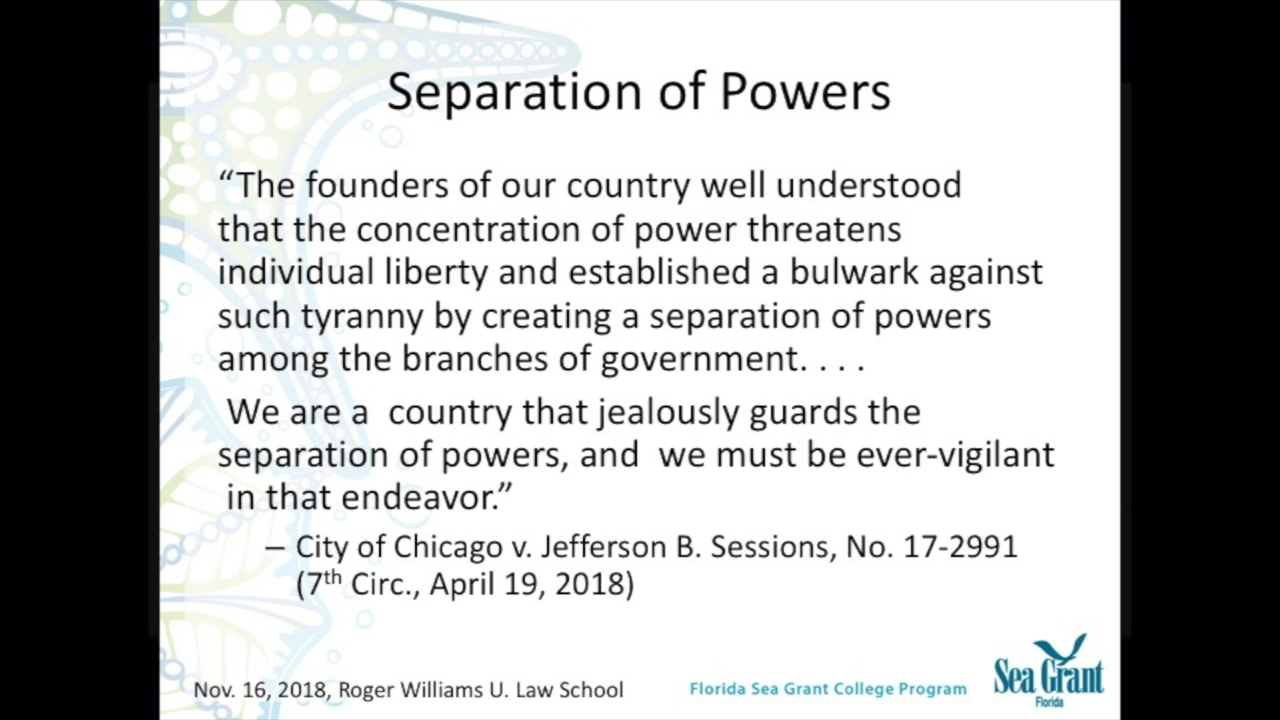 Separation of Powers
“The founders of our country well understood
that the concentration of power threatens
individual liberty and established a bulwark against
such tyranny by creating a separation of powers
among the branches of government. . . .
We are a  country that jealously guards the
separation of powers, and  we must be ever-vigilant
in that endeavor.”
– City of Chicago v. Jefferson B. Sessions, No. 17-2991
(7th Circ., April 19, 2018)
Nov. 16, 2018, Roger Williams U. Law School
Florida Sea Grant College Program
Sea Grant
Florida